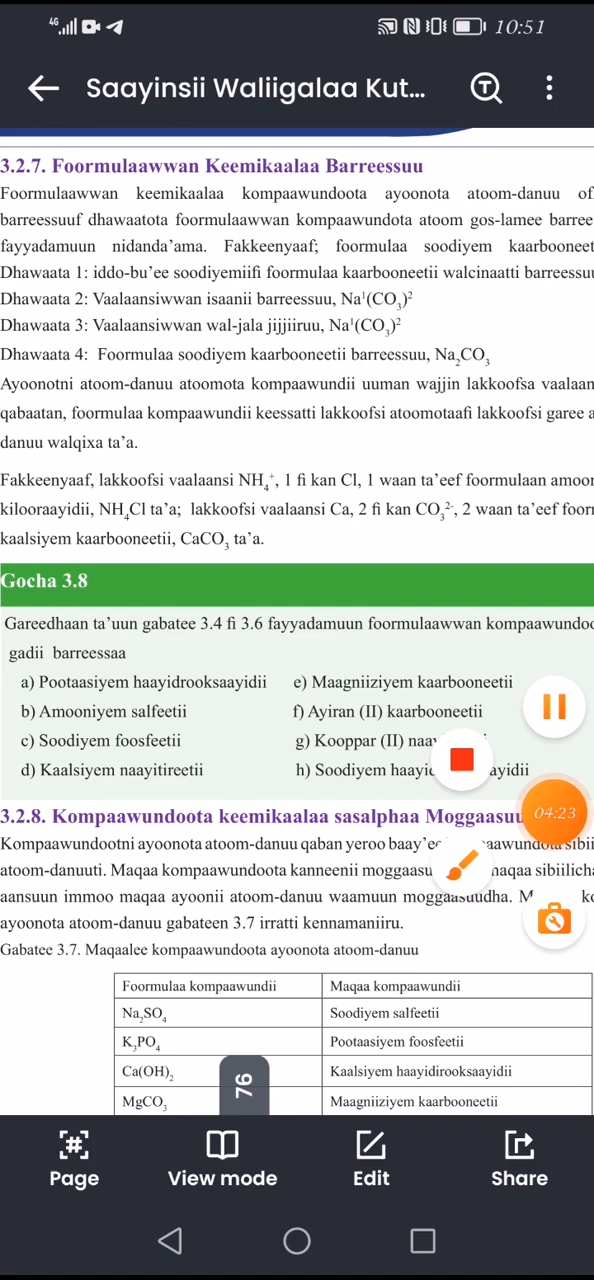 4G 10:51
Saayinsii Waliigalaa Kut...
3.2.7. Foormulaawwan Keemikaalaa Barreessuu
Foormulaawwan keemikaalaa kompaawundoota ayoonota atoom-danuu of
barreessuuf dhawaatota foormulaawwan kompaawundota atoom gos-lamee barree
fayyadamuun nidanda'ama. Fakkeenyaaf; foormulaa soodiyem kaarbooneet
Dhawaata 1: iddo-bu'ee soodiyemiifi foormulaa kaarbooneetii walcinaatti barreessuu
Dhawaata 2: Vaalaansiwwan isaanii barreessuu, Na¹(CO₃)²
Dhawaata 3: Vaalaansiwwan wal-jala jijjiiruu, Na¹(CO₃)²
Dhawaata 4: Foormulaa soodiyem kaarbooneetii barreessuu, Na₂CO₃
Ayoonotni atoom-danuu atoomota kompaawundii uuman wajjin lakkoofsa vaalaan
qabaatan, foormulaa kompaawundii keessatti lakkoofsi atoomotaafi lakkoofsi garee a
danuu walqixa ta'a.
Fakkeenyaaf, lakkoofsi vaalaansi NH₄⁺, 1 fi kan Cl, 1 waan ta'eef foormulaan amoon
kilooraayidii, NH₄Cl ta'a; lakkoofsi vaalaansi Ca, 2 fi kan CO₃²⁻, 2 waan ta'eef foorm
kaalsiyem kaarbooneetii, CaCO₃ ta'a.
Gocha 3.8
Gareedhaan ta'uun gabatee 3.4 fi 3.6 fayyadamuun foormulaawwan kompaawundoo
gadii barreessaa
a) Pootaasiyem haayidrooksaayidii e) Maagniiziyem kaarbooneetii
b) Amooniyem salfeetii f) Ayiran (II) kaarbooneetii
c) Soodiyem foosfeetii g) Kooppar (II)
d) Kaalsiyem naayitireetii h) Soodiyem
3.2.8. Kompaawundoota keemikaalaa sasalphaa Moggaasuu
04:23
Kompaawundootni ayoonota atoom-danuu qaban yeroo
atoom-danuuti. Maqaa kompaawundoota kanneenii
aansuun immoo maqaa ayoonii atoom-danuu waamuun moggaasuudha.
ayoonota atoom-danuu gabateen 3.7 irratti kennamaniiru.
Gabatee 3.7. Maqaalee kompaawundoota ayoonota atoom-danuu
Foormulaa kompaawundii Maqaa kompaawundii
Na₂SO₄ Soodiyem salfeetii
K₃PO₄ Pootaasiyem foosfeetii
Ca(OH)₂ Kaalsiyem haayidirooksaayidii
MgCO₃ Maagniiziyem kaarbooneetii
76
Page View mode Edit Share